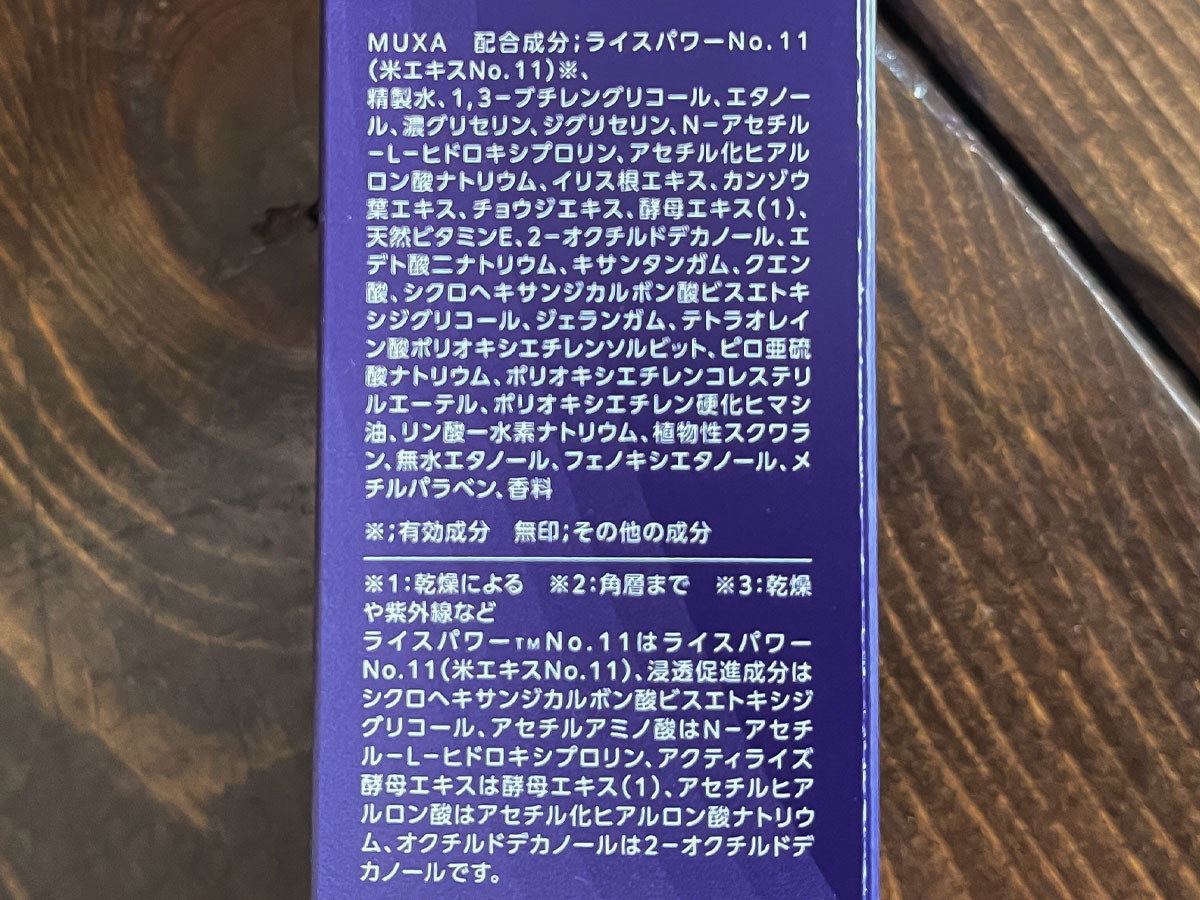 MUXA　配合成分;ライスパワーNo.11
(米エキスNo.11)※、
精製水、1,3－ブチレングリコール、エタノー
ル、濃グリセリン、ジグリセリン、N－アセチル
－L－ヒドロキシプロリン、アセチル化ヒアル
ロン酸ナトリウム、イリス根エキス、カンゾウ
葉エキス、チョウジエキス、酵母エキス(1)、
天然ビタミンE、2－オクチルドデカノール、エ
デト酸二ナトリウム、キサンタンガム、クエン
酸、シクロヘキサンジカルボン酸ビスエトキ
シジグリコール、ジェランガム、テトラオレイ
ン酸ポリオキシエチレンソルビット、ピロ亜硫
酸ナトリウム、ポリオキシエチレンコレステリ
ルエーテル、ポリオキシエチレン硬化ヒマシ
油、リン酸一水素ナトリウム、植物性スクワラ
ン、無水エタノール、フェノキシエタノール、メ
チルパラベン、香料
※;有効成分　無印;その他の成分
※1:乾燥による　※2:角層まで　※3:乾燥
や紫外線など
ライスパワー™No.11はライスパワー
No.11(米エキスNo.11)、浸透促進成分は
シクロヘキサンジカルボン酸ビスエトキシジ
グリコール、アセチルアミノ酸はN－アセチ
ル－L－ヒドロキシプロリン、アクティライズ
酵母エキスは酵母エキス(1)、アセチルヒア
ルロン酸はアセチル化ヒアルロン酸ナトリウ
ム、オクチルドデカノールは2－オクチルドデ
カノールです。